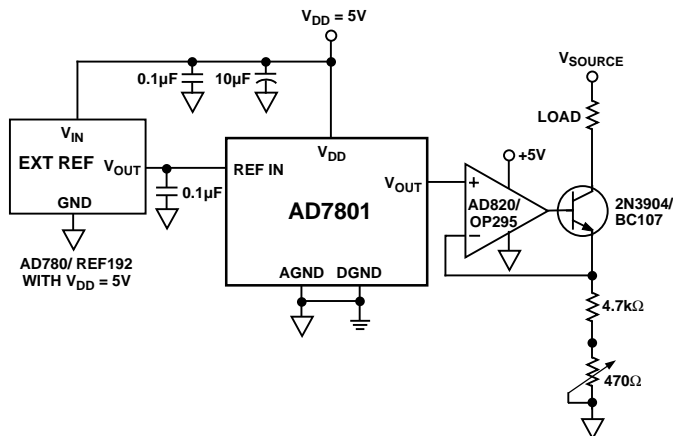 V_DD = 5V
0.1µF
10µF
V_SOURCE
LOAD
V_IN
EXT REF
V_OUT
GND
0.1µF
REF IN
V_DD
AD7801
V_OUT
AGND DGND
+5V
+
AD820/
OP295
–
2N3904/
BC107
AD780/ REF192
WITH V_DD = 5V
4.7kΩ
470Ω